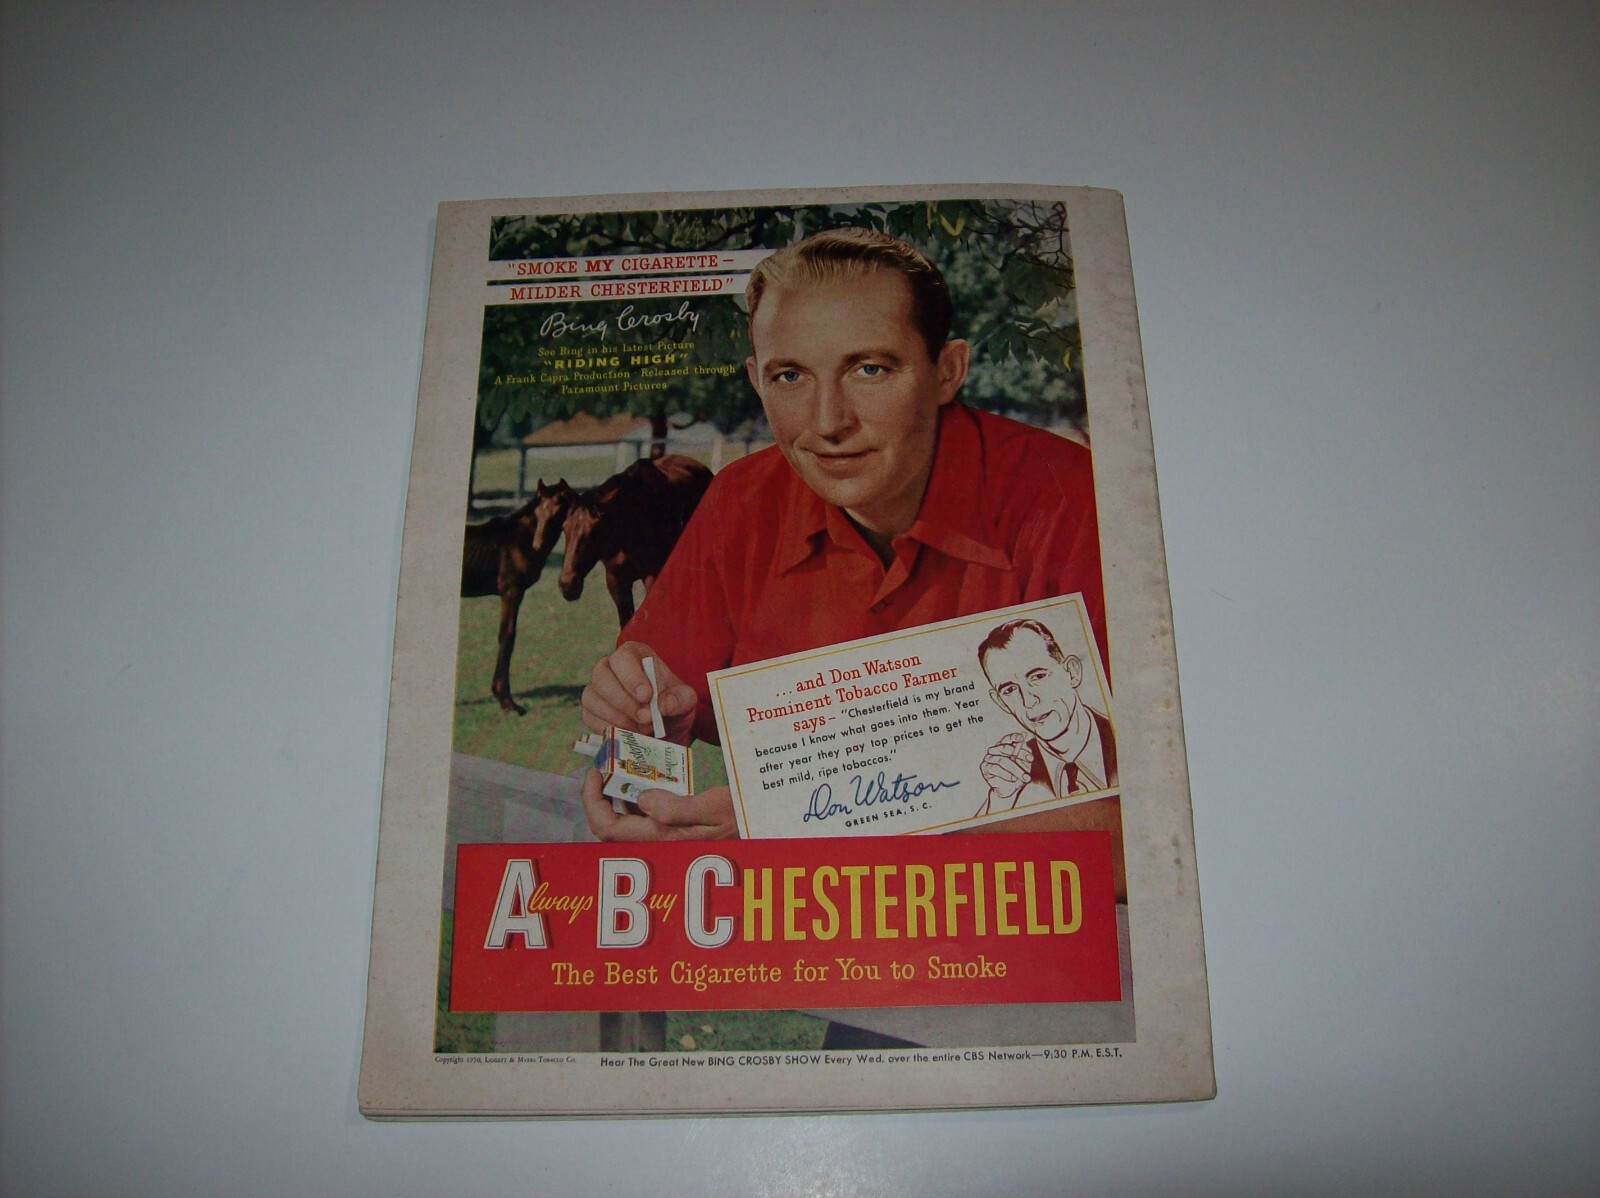 "SMOKE MY CIGARETTE –
MILDER CHESTERFIELD"
Bing Crosby
See Bing in his latest Picture
"RIDING HIGH"
A Frank Capra Production Released through
Paramount Pictures
...and Don Watson
Prominent Tobacco Farmer
says– "Chesterfield is my brand
because I know what goes into them. Year
after year they pay top prices to get the
best mild, ripe tobaccos."
Don Watson
GREEN SEA, S. C.
Chesterfield
CIGARETTES
Always Buy CHESTERFIELD
The Best Cigarette for You to Smoke
Copyright 1950, LIGGETT & MYERS TOBACCO CO.
Hear The Great New BING CROSBY SHOW Every Wed. over the entire CBS Network—9:30 P.M. E.S.T.